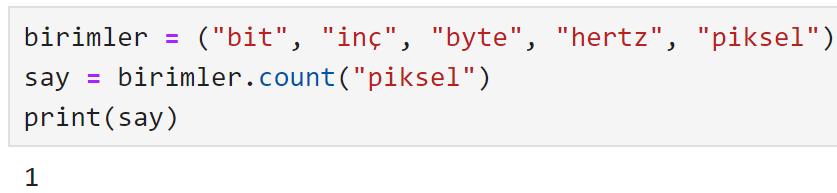 birimler = ("bit", "inç", "byte", "hertz", "piksel")
say = birimler.count("piksel")
print(say)
1